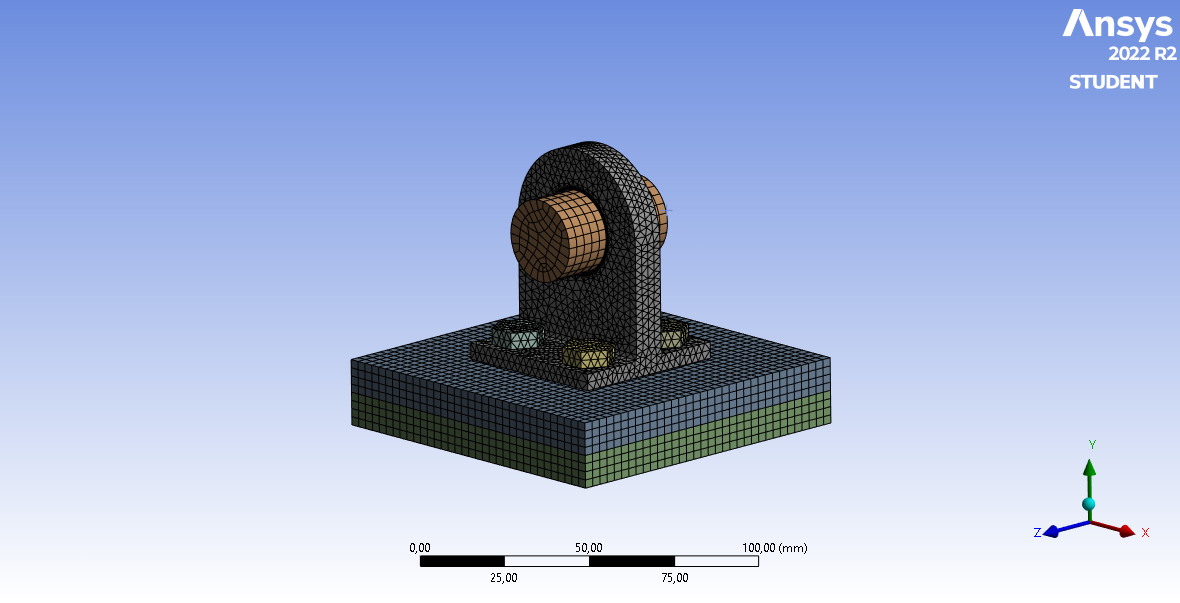 Ansys
2022 R2
STUDENT
Y
Z
X
0,00
50,00
100,00 (mm)
25,00
75,00